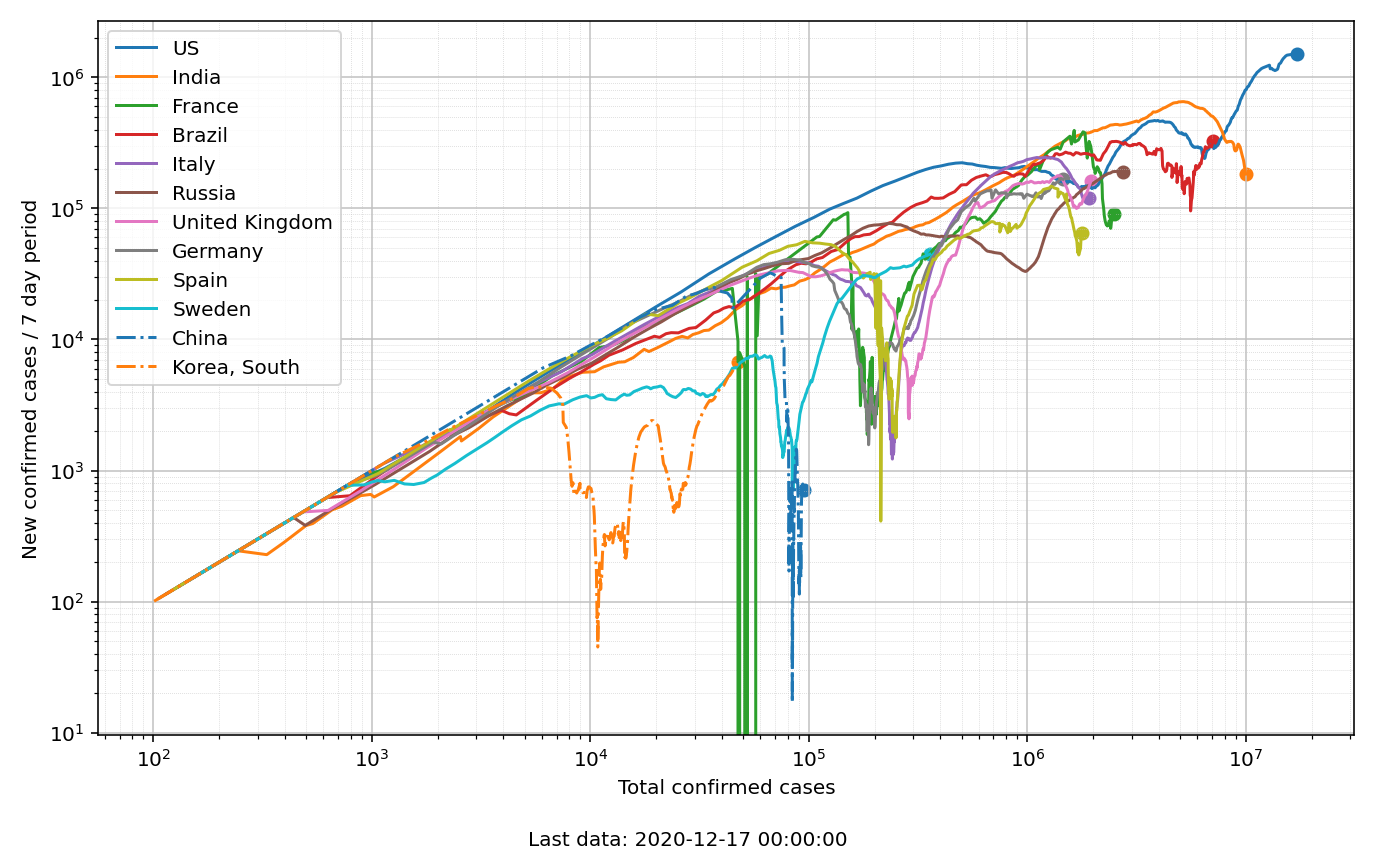 US
India
France
Brazil
Italy
Russia
United Kingdom
Germany
Spain
Sweden
China
Korea, South
New confirmed cases / 7 day period
10⁶
10⁵
10⁴
10³
10²
10¹
10² 10³ 10⁴ 10⁵ 10⁶ 10⁷
Total confirmed cases
Last data: 2020-12-17 00:00:00